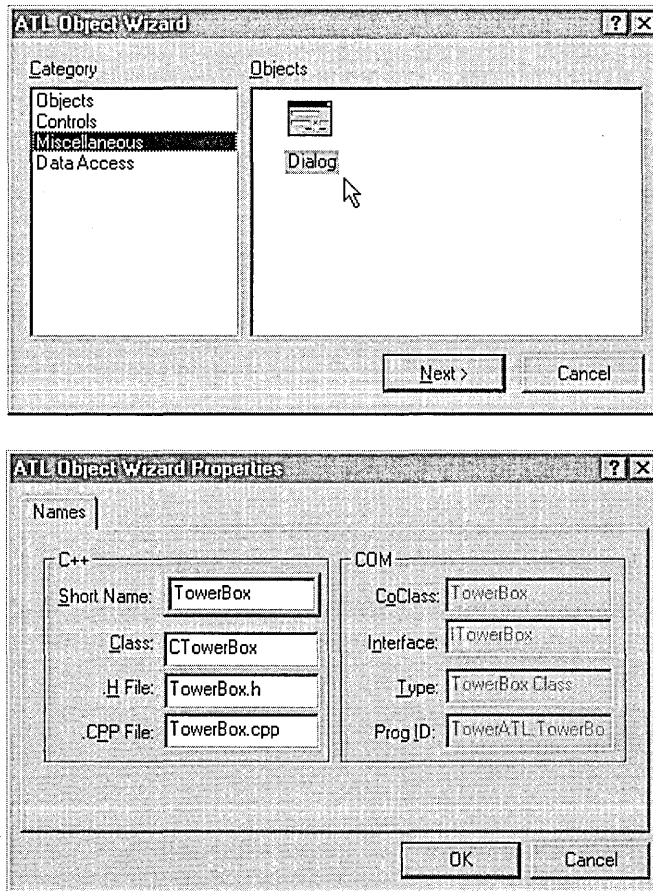 ATL Object Wizard
Category
Objects
Objects
Controls
Miscellaneous
Data Access
Dialog
Next >
Cancel
ATL Object Wizard Properties
Names
C++
Short Name: TowerBox
Class: CTowerBox
.H File: TowerBox.h
.CPP File: TowerBox.cpp
COM
CoClass: TowerBox
Interface: ITowerBox
Type: TowerBox Class
Prog ID: TowerATL.TowerBo
OK
Cancel